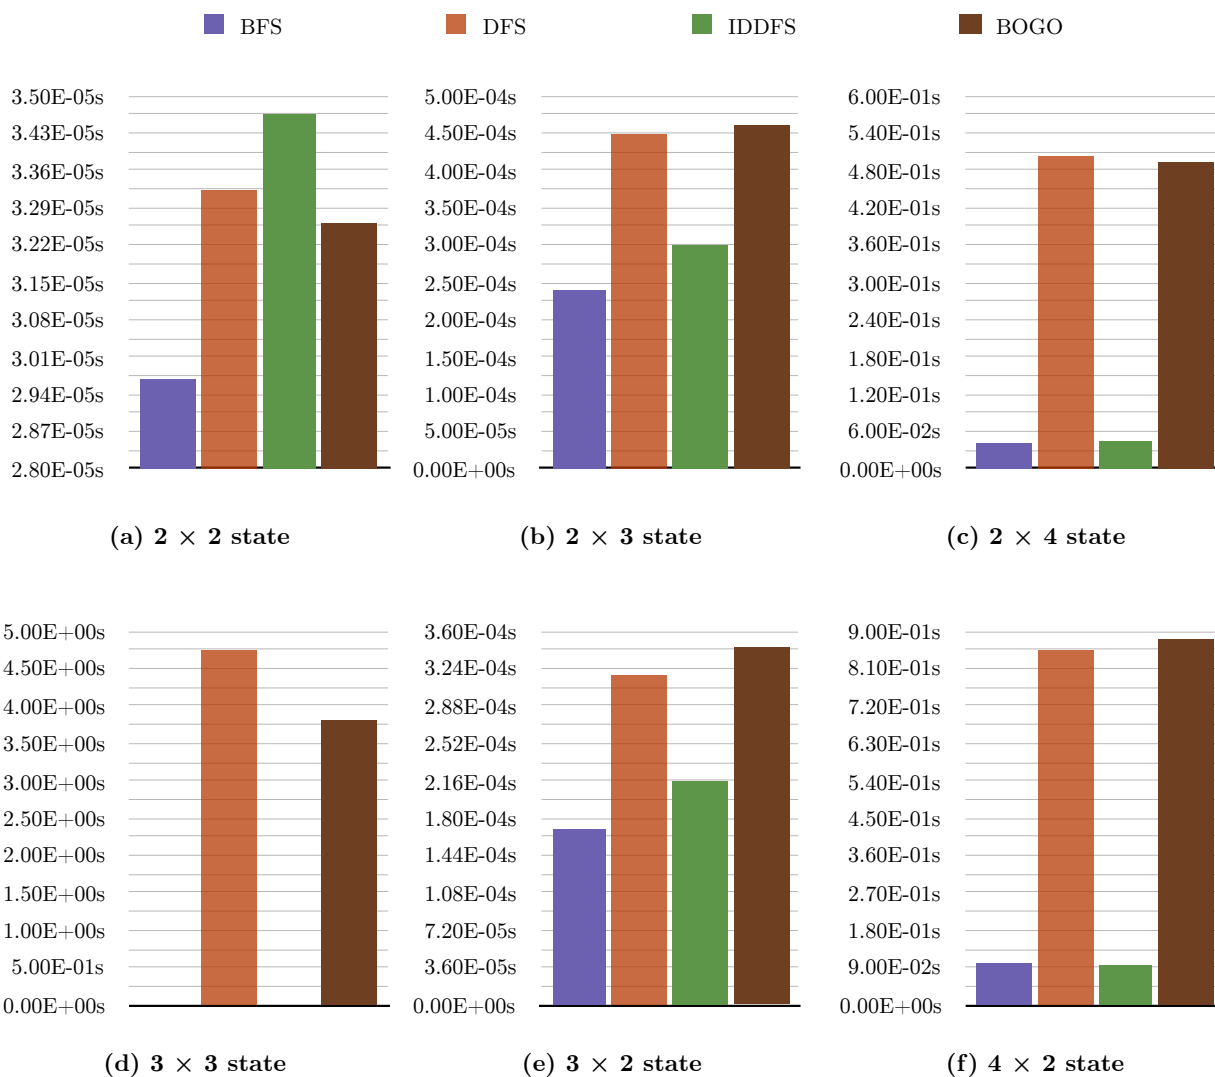 BFS DFS IDDFS BOGO
3.50E-05s 5.00E-04s 6.00E-01s
3.43E-05s 4.50E-04s 5.40E-01s
3.36E-05s 4.00E-04s 4.80E-01s
3.29E-05s 3.50E-04s 4.20E-01s
3.22E-05s 3.00E-04s 3.60E-01s
3.15E-05s 2.50E-04s 3.00E-01s
3.08E-05s 2.00E-04s 2.40E-01s
3.01E-05s 1.50E-04s 1.80E-01s
2.94E-05s 1.00E-04s 1.20E-01s
2.87E-05s 5.00E-05s 6.00E-02s
2.80E-05s 0.00E+00s 0.00E+00s
(a) 2 × 2 state (b) 2 × 3 state (c) 2 × 4 state
5.00E+00s 3.60E-04s 9.00E-01s
4.50E+00s 3.24E-04s 8.10E-01s
4.00E+00s 2.88E-04s 7.20E-01s
3.50E+00s 2.52E-04s 6.30E-01s
3.00E+00s 2.16E-04s 5.40E-01s
2.50E+00s 1.80E-04s 4.50E-01s
2.00E+00s 1.44E-04s 3.60E-01s
1.50E+00s 1.08E-04s 2.70E-01s
1.00E+00s 7.20E-05s 1.80E-01s
5.00E-01s 3.60E-05s 9.00E-02s
0.00E+00s 0.00E+00s 0.00E+00s
(d) 3 × 3 state (e) 3 × 2 state (f) 4 × 2 state